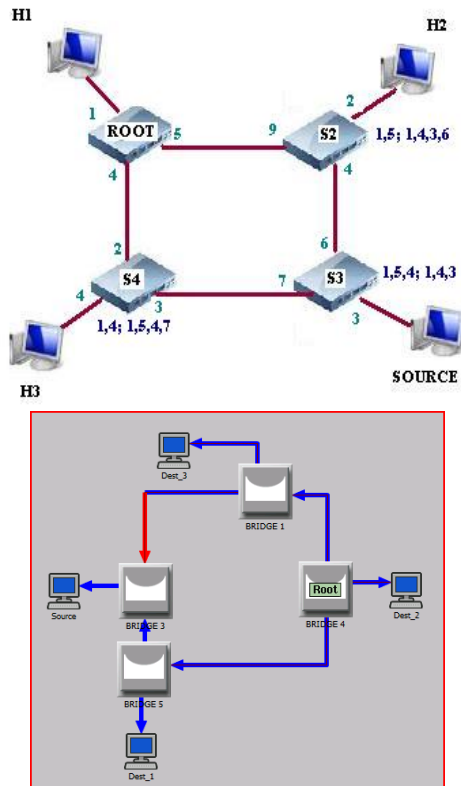 H1
H2
1
2
ROOT
5
9
S2
1,5; 1,4,3,6
4
4
2
6
S4
S3
1,5,4; 1,4,3
4
7
3
3
1,4; 1,5,4,7
SOURCE
H3
Dest_3
BRIDGE 1
Root
Source
BRIDGE 3
BRIDGE 4
Dest_2
BRIDGE 5
Dest_1